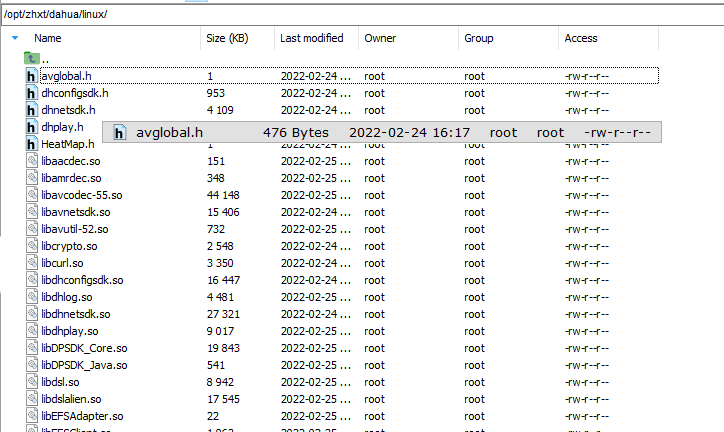 /opt/zhxt/dahua/linux/
Name Size (KB) Last modified Owner Group Access
..
avglobal.h 1 2022-02-24 ... root root -rw-r--r--
dhconfigsdk.h 953 2022-02-24 ... root root -rw-r--r--
dhnetsdk.h 4 109 2022-02-24 ... root root -rw-r--r--
dhplay.h
avglobal.h 476 Bytes 2022-02-24 16:17 root root -rw-r--r--
HeatMap.h 1 2022-02-24 ... root root -rw-r--r--
libaacdec.so 151 2022-02-25 ... root root -rw-r--r--
libamrdec.so 348 2022-02-25 ... root root -rw-r--r--
libavcodec-55.so 44 148 2022-02-25 ... root root -rw-r--r--
libavnetsdk.so 15 406 2022-02-24 ... root root -rw-r--r--
libavutil-52.so 732 2022-02-25 ... root root -rw-r--r--
libcrypto.so 2 548 2022-02-24 ... root root -rw-r--r--
libcurl.so 3 350 2022-02-24 ... root root -rw-r--r--
libdhconfigsdk.so 16 447 2022-02-24 ... root root -rw-r--r--
libdhlog.so 4 481 2022-02-25 ... root root -rw-r--r--
libdhnetsdk.so 27 321 2022-02-24 ... root root -rw-r--r--
libdhplay.so 9 017 2022-02-25 ... root root -rw-r--r--
libDPSDK_Core.so 19 843 2022-02-25 ... root root -rw-r--r--
libDPSDK_Java.so 541 2022-02-25 ... root root -rw-r--r--
libdsl.so 8 942 2022-02-25 ... root root -rw-r--r--
libdslalien.so 17 545 2022-02-25 ... root root -rw-r--r--
libEFSAdapter.so 22 2022-02-25 ... root root -rw-r--r--